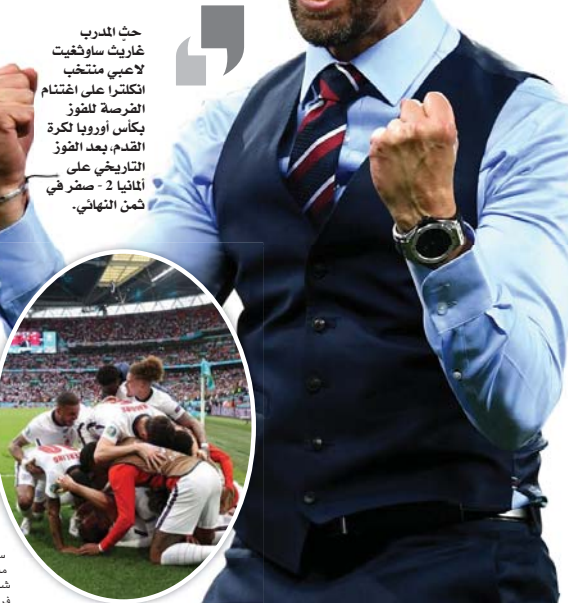 حثّ المدرب
غاريث ساوثغيت
لاعبي منتخب
انكلترا على اغتنام
الفرصة للفوز
بكأس أوروبا لكرة
القدم، بعد الفوز
التاريخي على
ألمانيا 2 - صفر في
ثمن النهائي.
STERLING